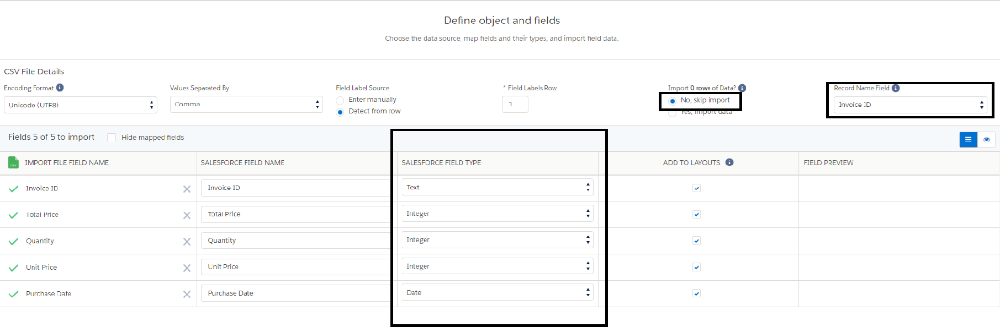 Define object and fields
Choose the data source, map fields and their types, and import field data.
CSV File Details
Encoding Format
Values Separated By
Field Label Source
* Field Labels Row
Import 0 rows of Data?
Record Name Field
Unicode (UTF8)
Comma
Enter manually
Detect from row
1
No, skip import
Yes, import data
Invoice ID
Fields 5 of 5 to import
Hide mapped fields
CSV IMPORT FILE FIELD NAME
SALESFORCE FIELD NAME
SALESFORCE FIELD TYPE
ADD TO LAYOUTS
FIELD PREVIEW
Invoice ID
Invoice ID
Text
Total Price
Total Price
Integer
Quantity
Quantity
Integer
Unit Price
Unit Price
Integer
Purchase Date
Purchase Date
Date